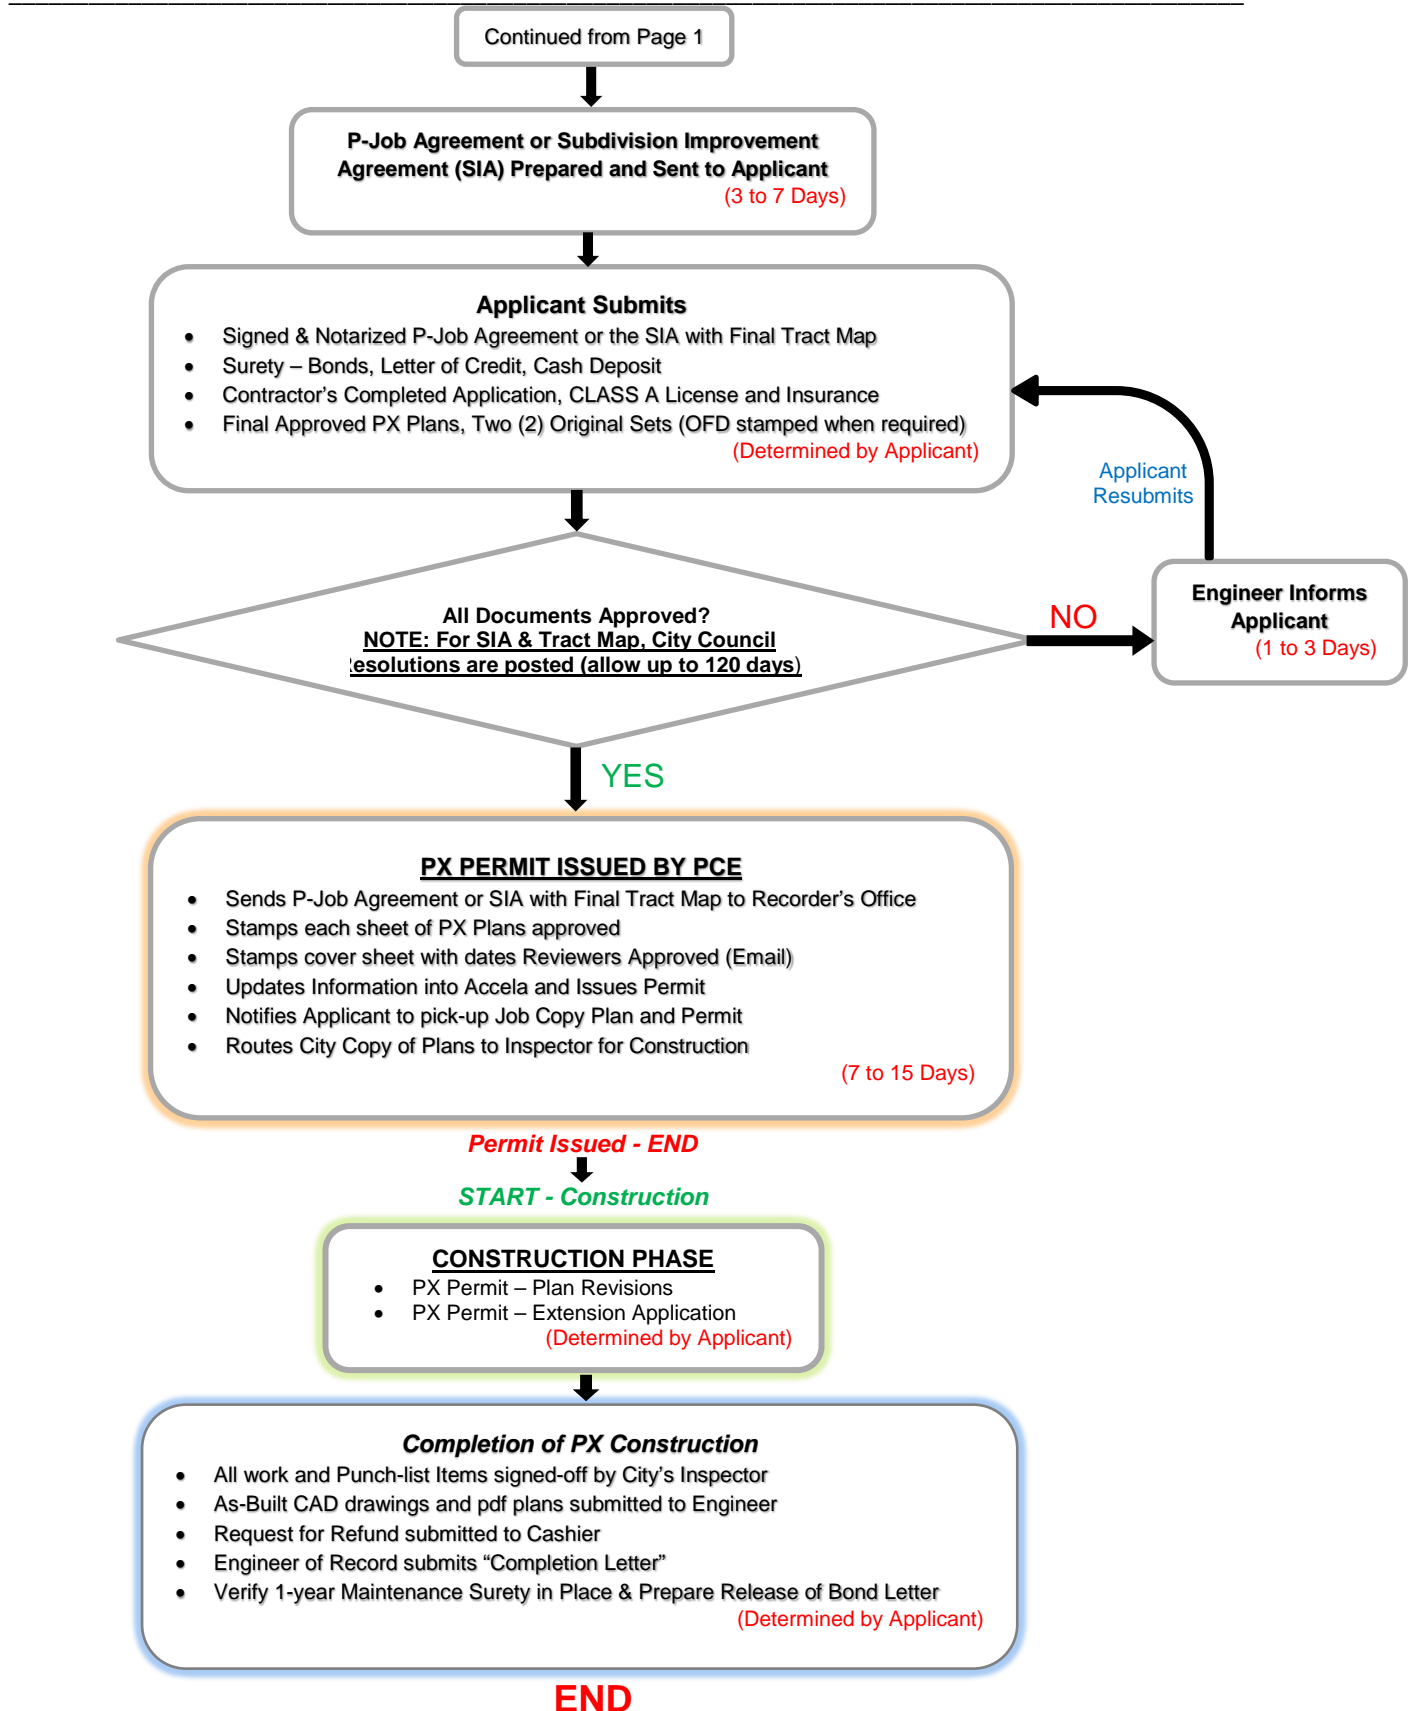 Continued from Page 1
P-Job Agreement or Subdivision Improvement
Agreement (SIA) Prepared and Sent to Applicant
(3 to 7 Days)
Applicant Submits
• Signed & Notarized P-Job Agreement or the SIA with Final Tract Map
• Surety – Bonds, Letter of Credit, Cash Deposit
• Contractor’s Completed Application, CLASS A License and Insurance
• Final Approved PX Plans, Two (2) Original Sets (OFD stamped when required)
(Determined by Applicant)
Applicant
Resubmits
All Documents Approved?
NOTE: For SIA & Tract Map, City Council
esolutions are posted (allow up to 120 days)
NO
Engineer Informs
Applicant
(1 to 3 Days)
YES
PX PERMIT ISSUED BY PCE
• Sends P-Job Agreement or SIA with Final Tract Map to Recorder’s Office
• Stamps each sheet of PX Plans approved
• Stamps cover sheet with dates Reviewers Approved (Email)
• Updates Information into Accela and Issues Permit
• Notifies Applicant to pick-up Job Copy Plan and Permit
• Routes City Copy of Plans to Inspector for Construction
(7 to 15 Days)
Permit Issued - END
START - Construction
CONSTRUCTION PHASE
• PX Permit – Plan Revisions
• PX Permit – Extension Application
(Determined by Applicant)
Completion of PX Construction
• All work and Punch-list Items signed-off by City’s Inspector
• As-Built CAD drawings and pdf plans submitted to Engineer
• Request for Refund submitted to Cashier
• Engineer of Record submits “Completion Letter”
• Verify 1-year Maintenance Surety in Place & Prepare Release of Bond Letter
(Determined by Applicant)
END